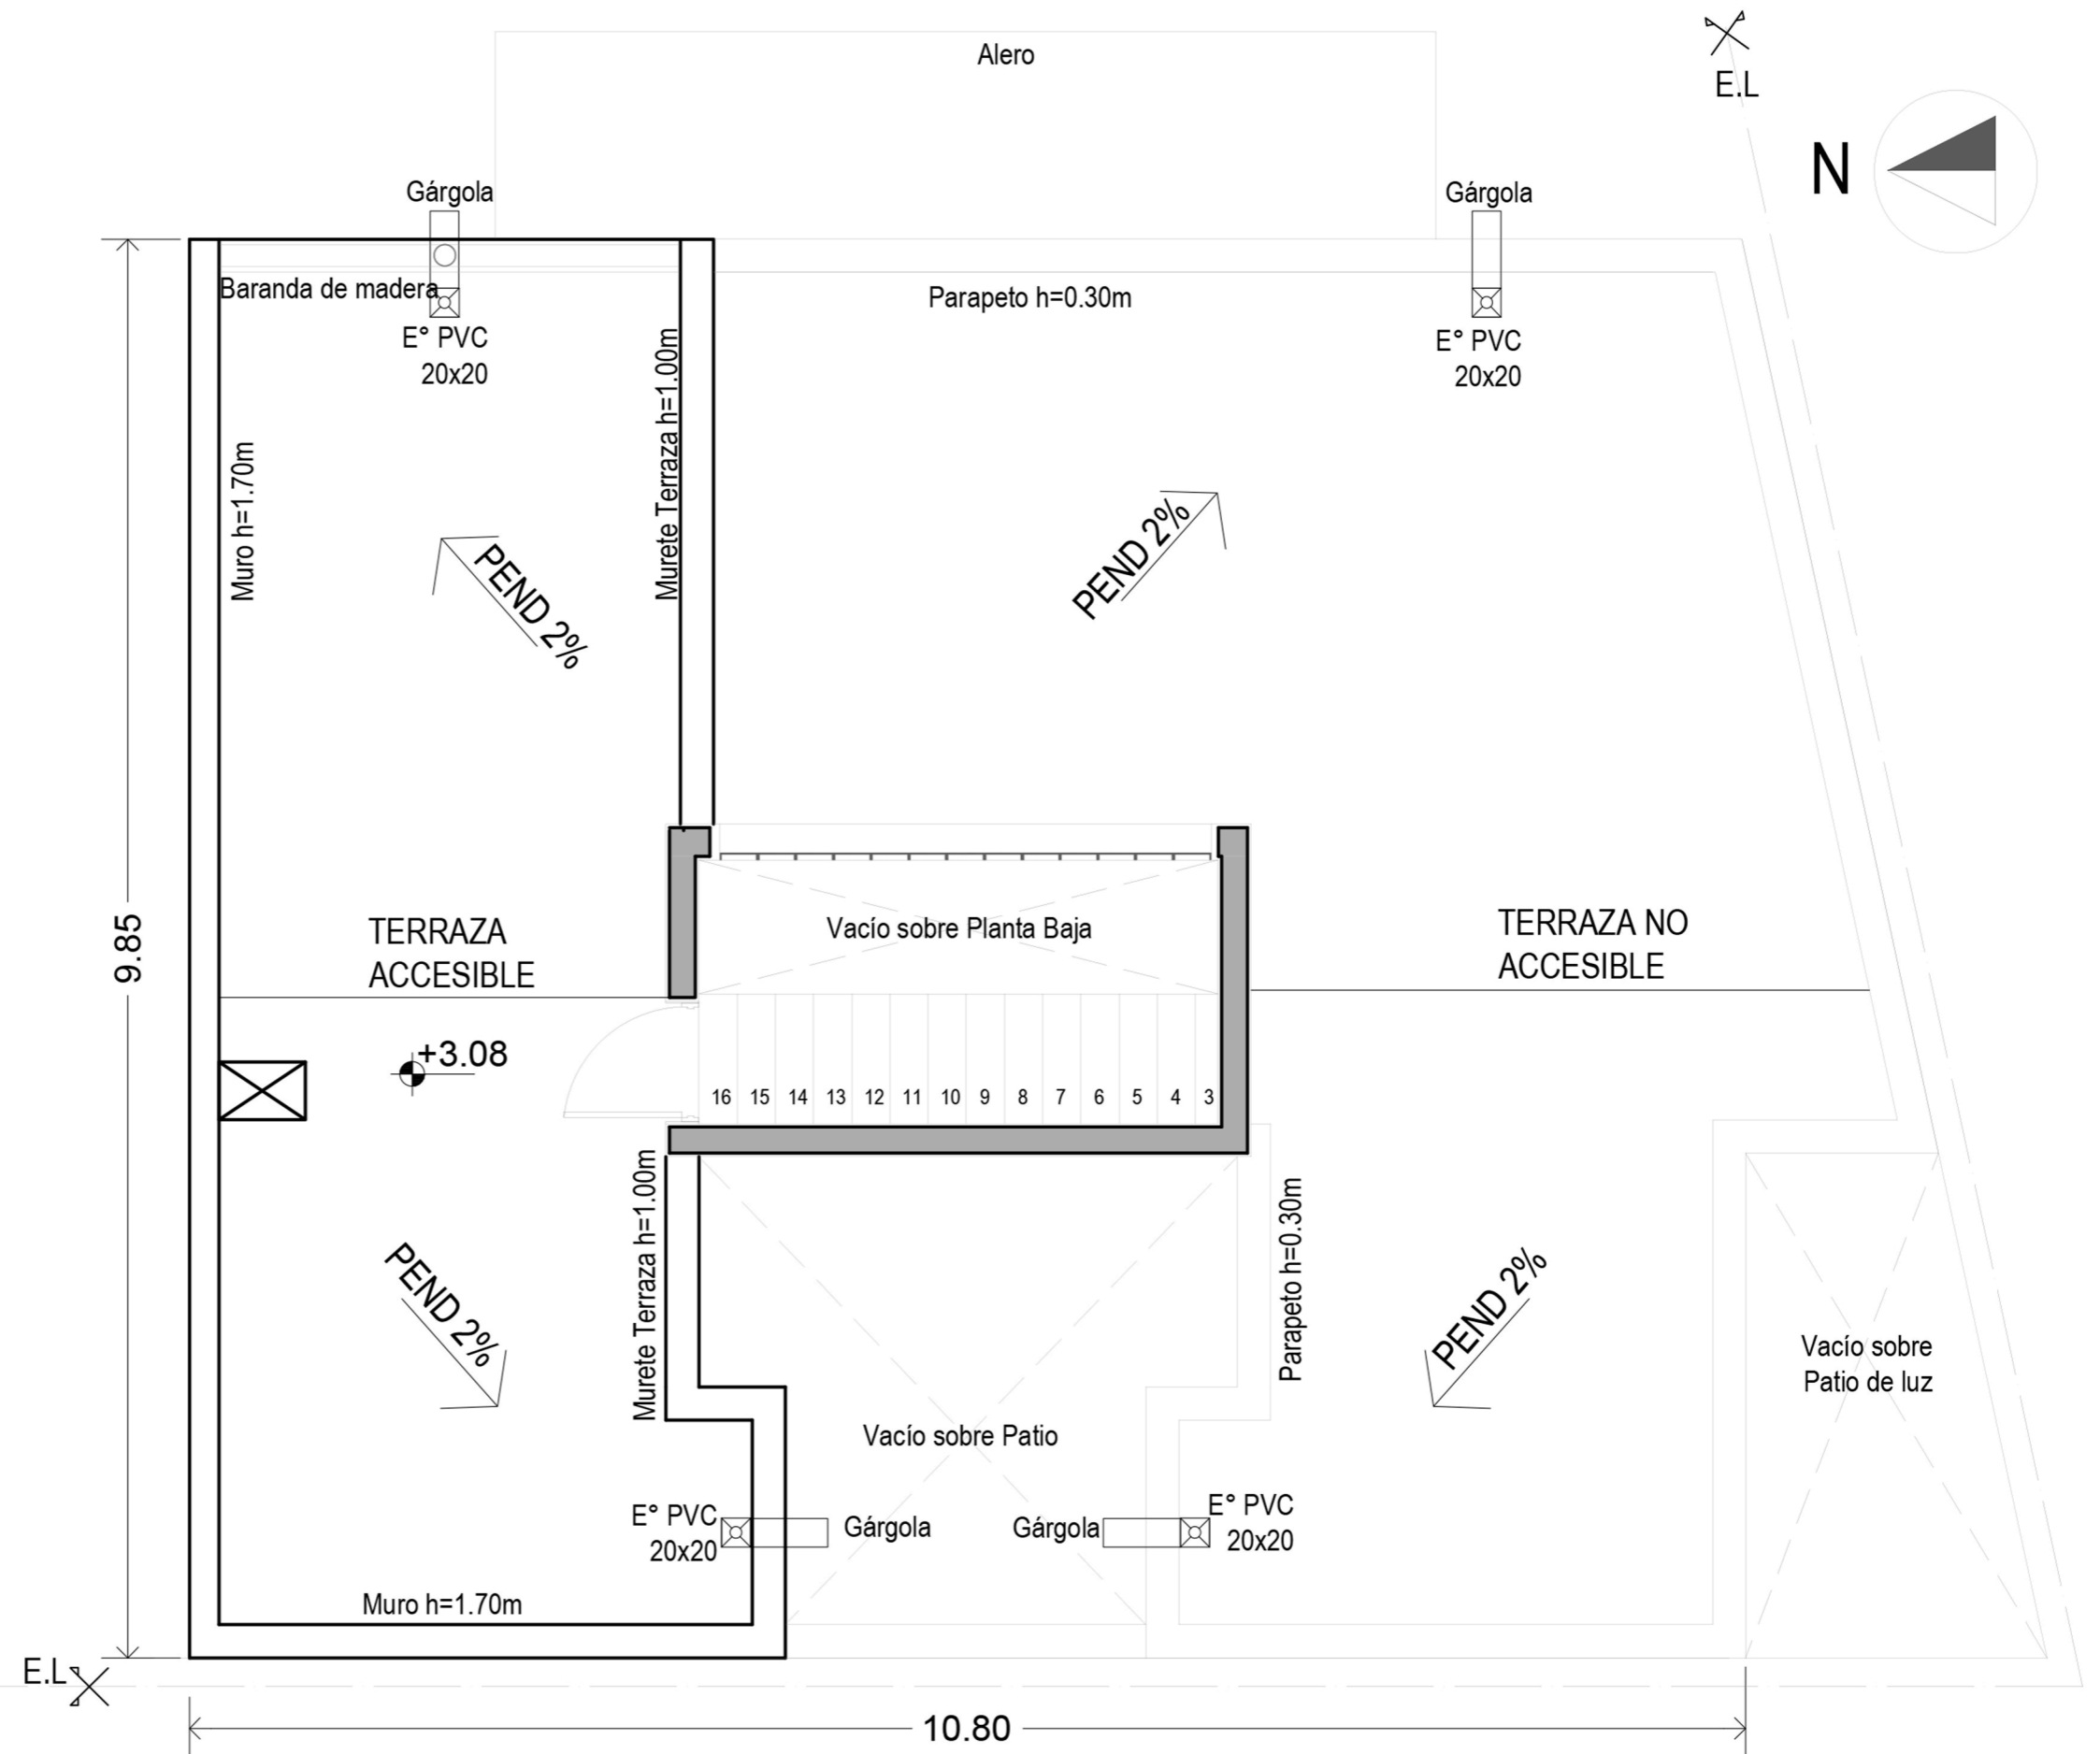 Alero
E.L
N
Gárgola
Gárgola
Baranda de madera
Parapeto h=0.30m
E° PVC
20x20
E° PVC
20x20
Muro h=1.70m
Murete Terraza h=1.00m
PEND 2%
PEND 2%
9.85
TERRAZA
ACCESIBLE
Vacío sobre Planta Baja
TERRAZA NO
ACCESIBLE
+3.08
16 15 14 13 12 11 10 9 8 7 6 5 4 3
Murete Terraza h=1.00m
Parapeto h=0.30m
PEND 2%
PEND 2%
Vacío sobre
Patio de luz
Vacío sobre Patio
E° PVC
20x20
Gárgola
Gárgola
E° PVC
20x20
Muro h=1.70m
E.L
10.80